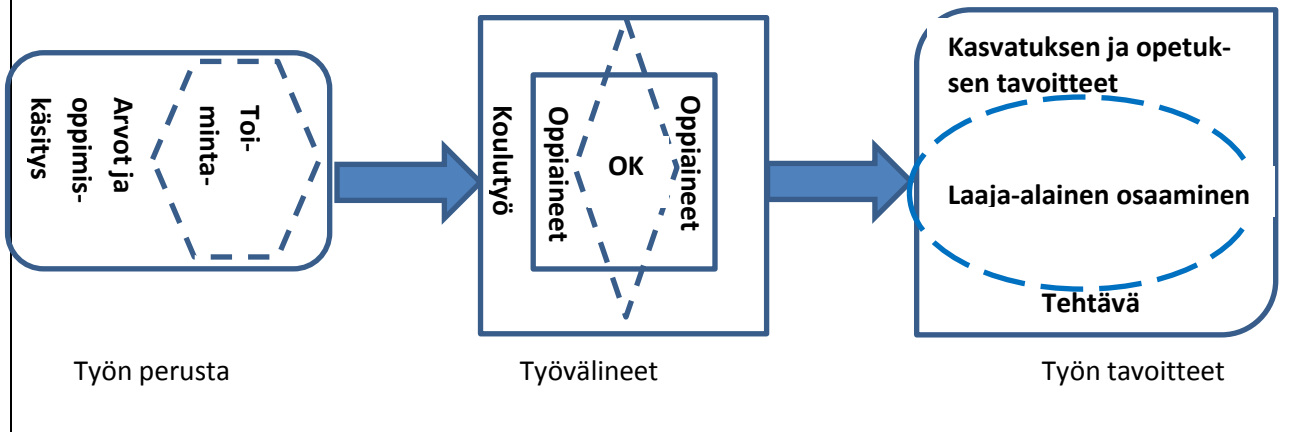 Arvot ja
oppimis-
käsitys
Toi-
minta-
Koulutyö
Oppiaineet
OK
Oppiaineet
Kasvatuksen ja opetuk-
sen tavoitteet
Laaja-alainen osaaminen
Tehtävä
Työn perusta
Työvälineet
Työn tavoitteet